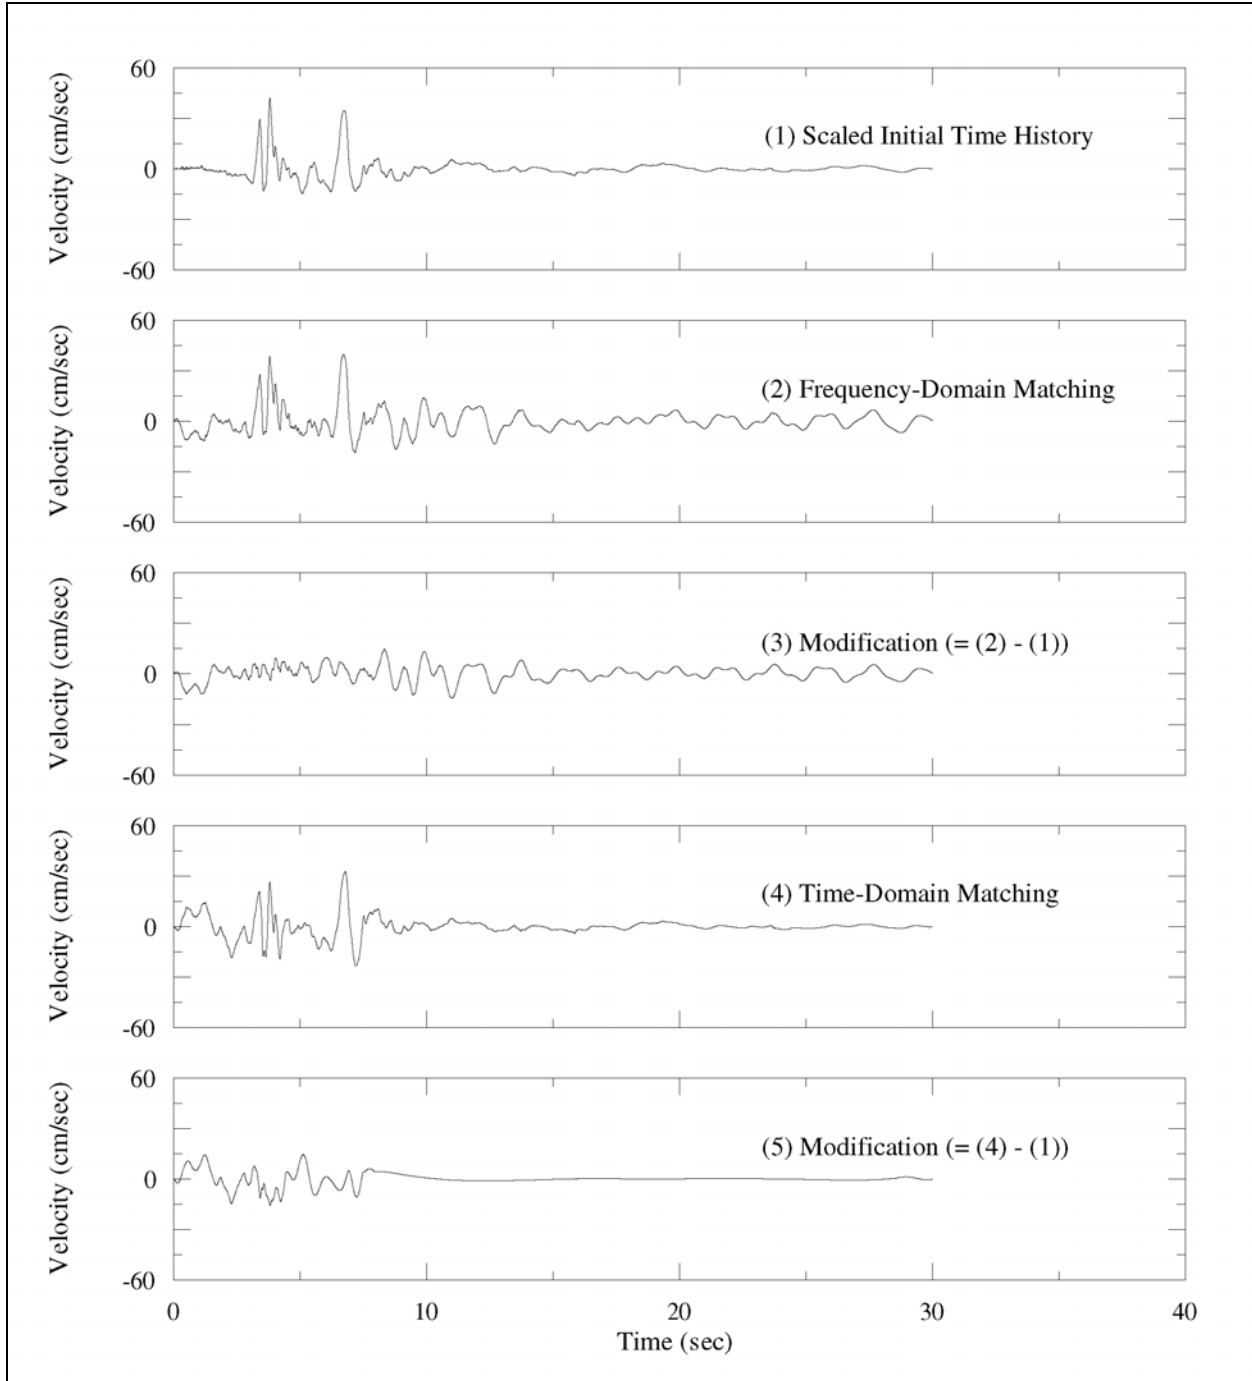 60
Velocity (cm/sec)
(1) Scaled Initial Time History
0
-60
60
Velocity (cm/sec)
(2) Frequency-Domain Matching
0
-60
60
Velocity (cm/sec)
(3) Modification (= (2) - (1))
0
-60
60
Velocity (cm/sec)
(4) Time-Domain Matching
0
-60
60
Velocity (cm/sec)
(5) Modification (= (4) - (1))
0
-60
0 10 20 30 40
Time (sec)